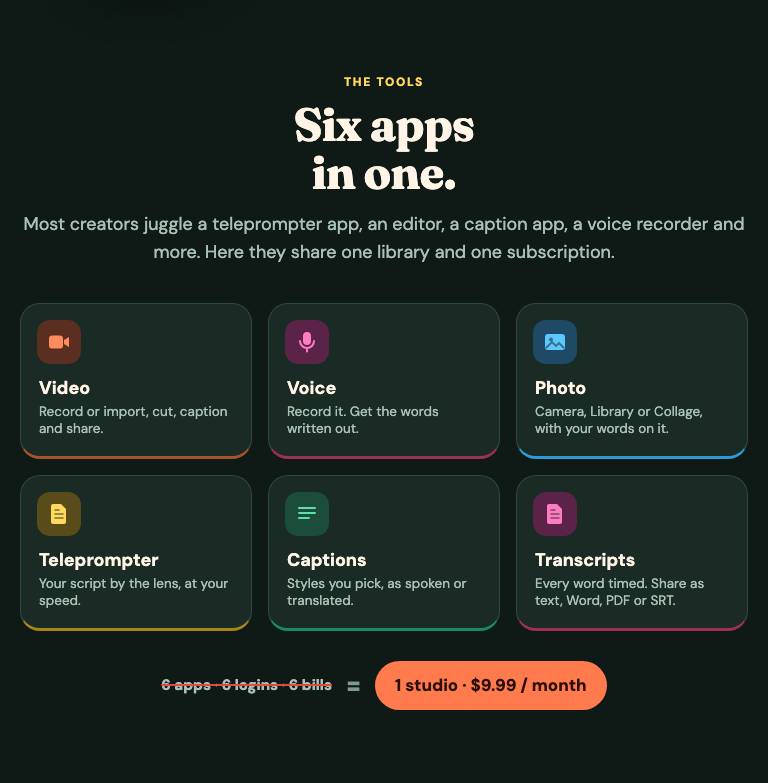 THE TOOLS
Six apps
in one.
Most creators juggle a teleprompter app, an editor, a caption app, a voice recorder and
more. Here they share one library and one subscription.
Video
Record or import, cut, caption
and share.
Voice
Record it. Get the words
written out.
Photo
Camera, Library or Collage,
with your words on it.
Teleprompter
Your script by the lens, at your
speed.
Captions
Styles you pick, as spoken or
translated.
Transcripts
Every word timed. Share as
text, Word, PDF or SRT.
6 apps · 6 logins · 6 bills = 1 studio · $9.99 / month